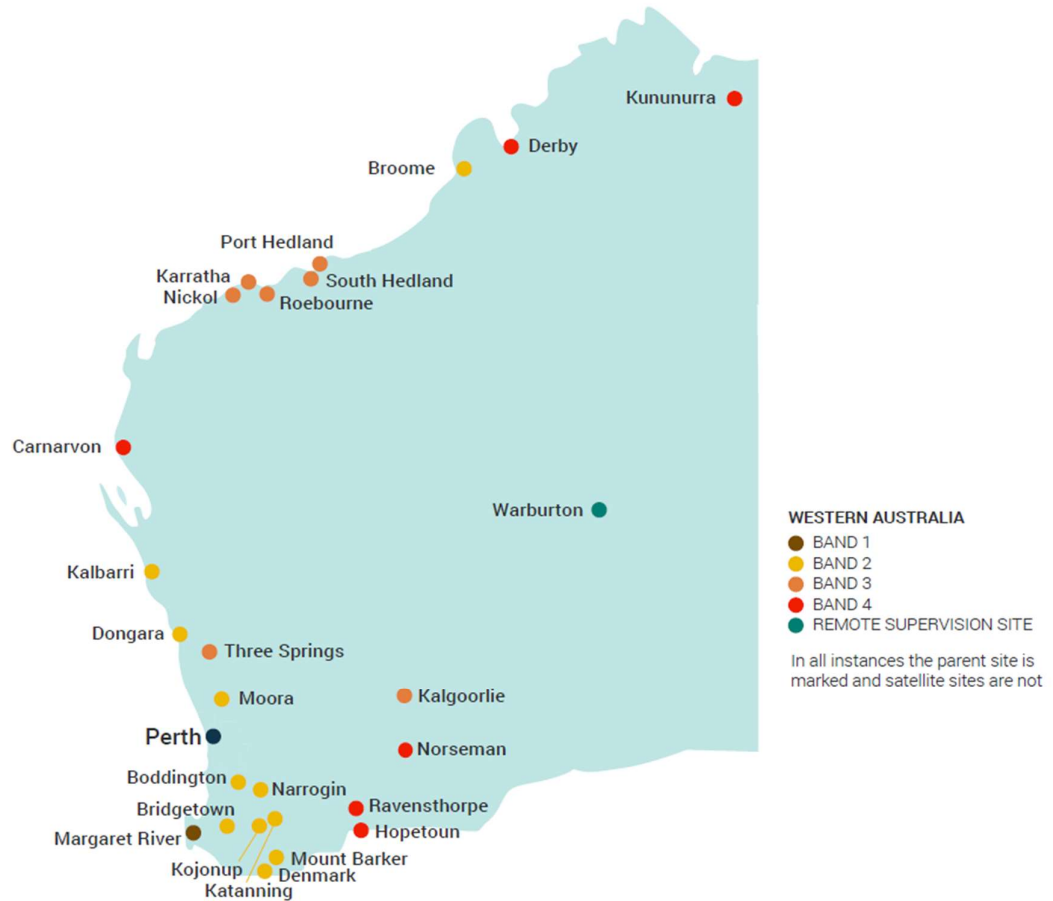 Kununurra
Derby
Broome
Port Hedland
Karratha
South Hedland
Nickol
Roebourne
Carnarvon
Warburton
Kalbarri
Dongara
Three Springs
Moora
Kalgoorlie
Perth
Norseman
Boddington
Narrogin
Bridgetown
Ravensthorpe
Margaret River
Hopetoun
Mount Barker
Kojonup
Denmark
Katanning
WESTERN AUSTRALIA
BAND 1
BAND 2
BAND 3
BAND 4
REMOTE SUPERVISION SITE
In all instances the parent site is
marked and satellite sites are not